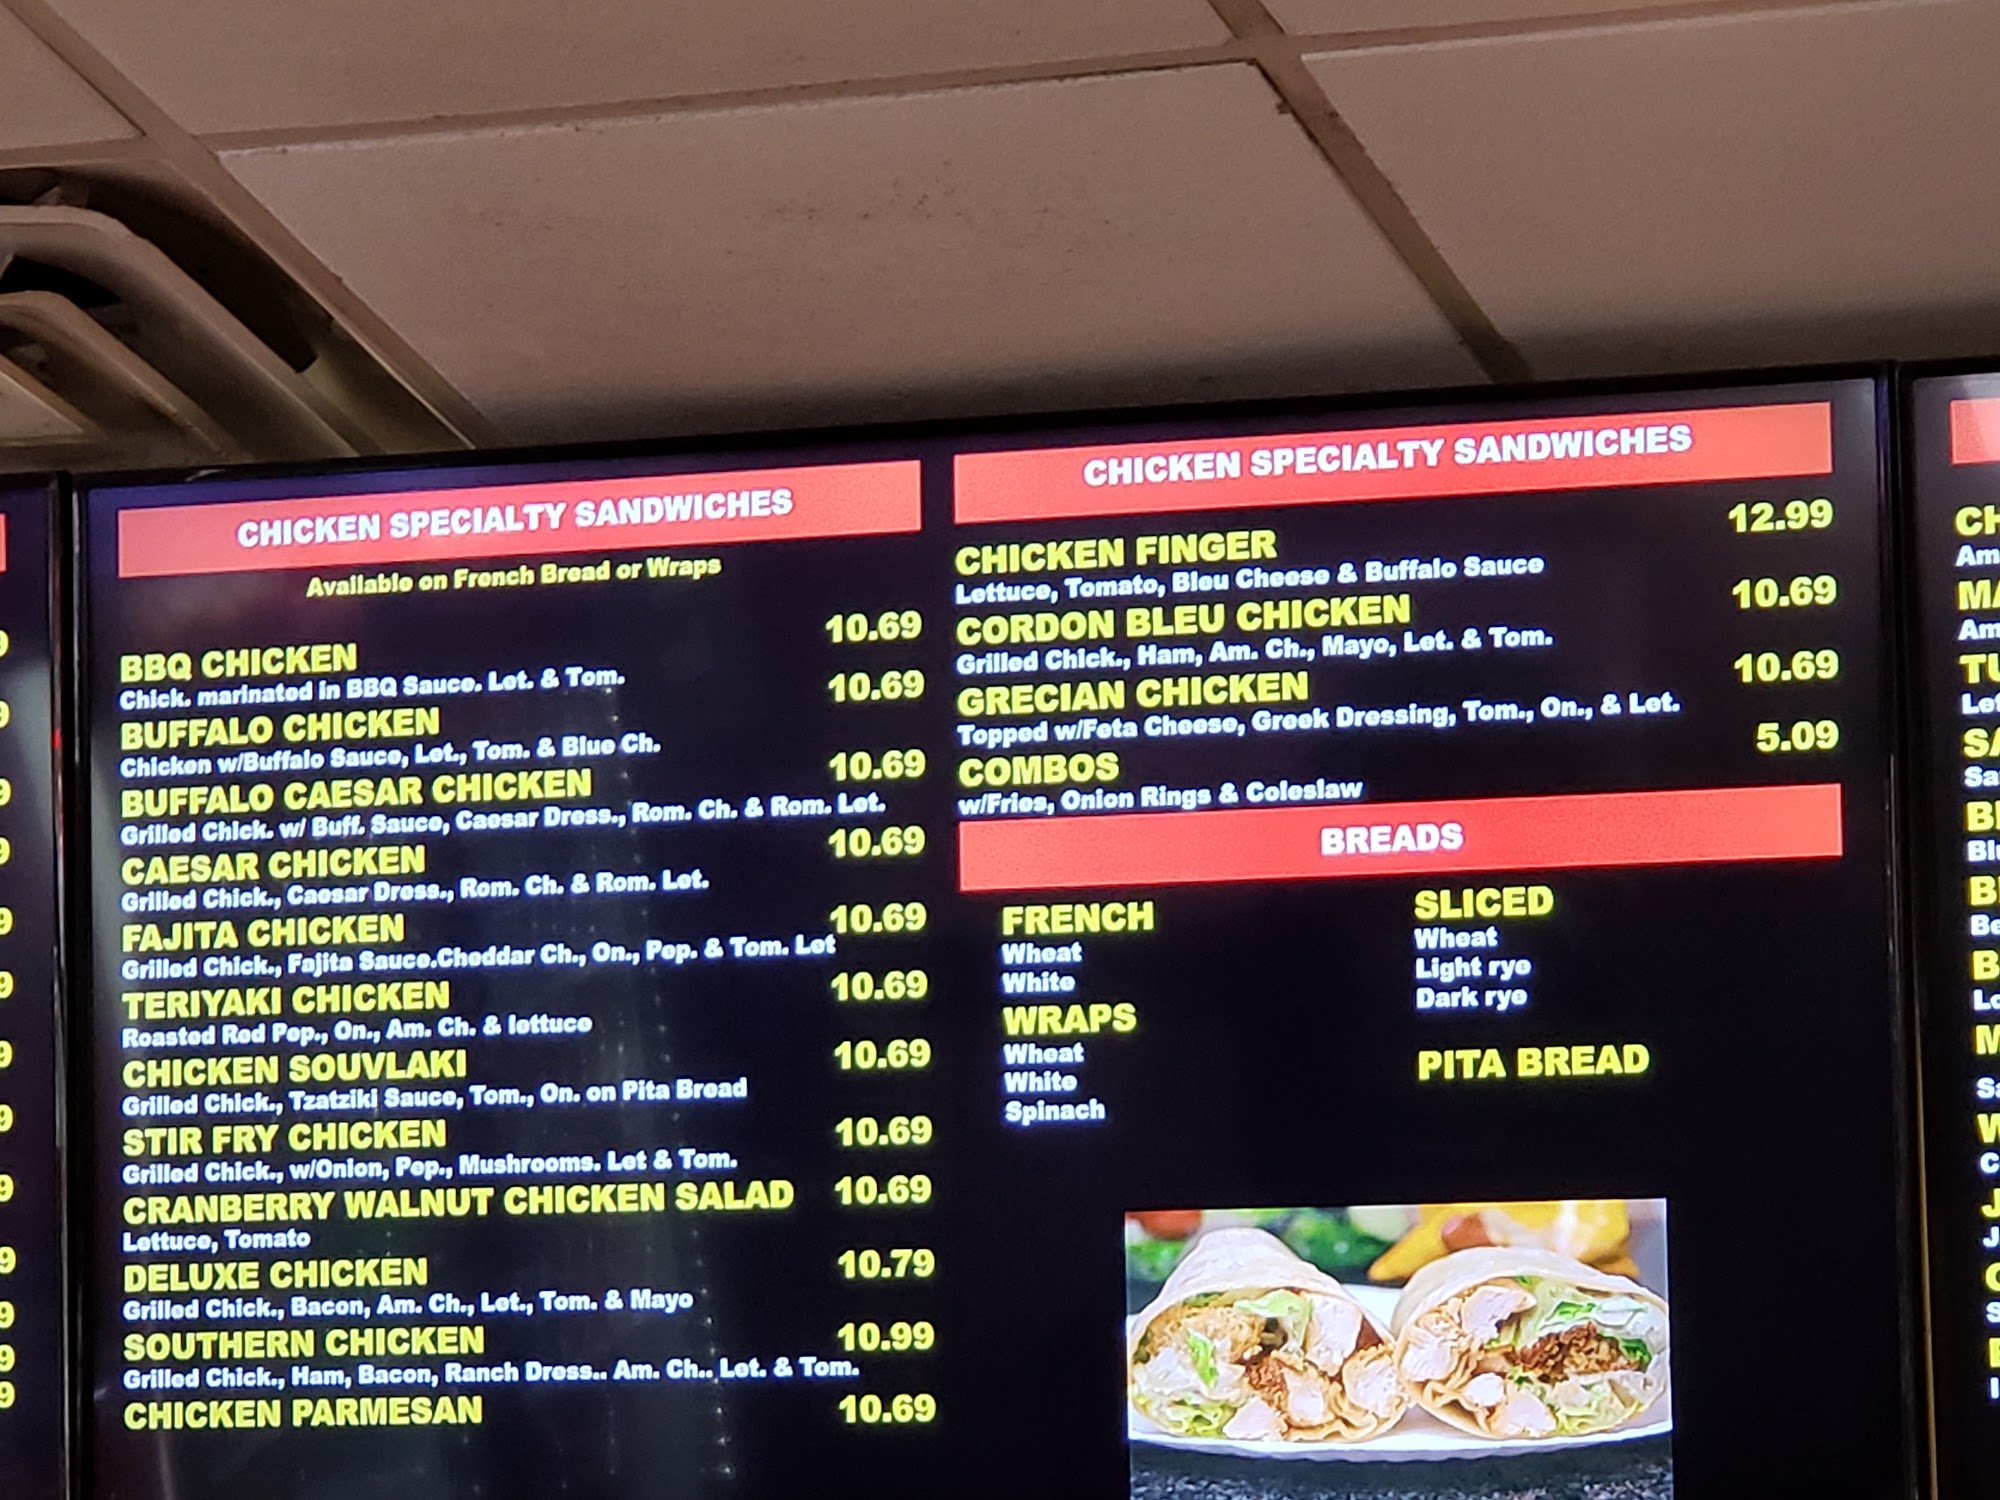 CHICKEN SPECIALTY SANDWICHES
Available on French Bread or Wraps
BBQ CHICKEN 10.69
Chick. marinated in BBQ Sauce. Let. & Tom.
BUFFALO CHICKEN 10.69
Chicken w/Buffalo Sauce, Let., Tom. & Blue Ch.
BUFFALO CAESAR CHICKEN 10.69
Grilled Chick. w/ Buff. Sauce, Caesar Dress., Rom. Ch. & Rom. Let.
CAESAR CHICKEN 10.69
Grilled Chick., Caesar Dress., Rom. Ch. & Rom. Let.
FAJITA CHICKEN 10.69
Grilled Chick., Fajita Sauce.Cheddar Ch., On., Pep. & Tom. Let
TERIYAKI CHICKEN 10.69
Roasted Red Pep., On., Am. Ch. & lettuce
CHICKEN SOUVLAKI 10.69
Grilled Chick., Tzatziki Sauce, Tom., On. on Pita Bread
STIR FRY CHICKEN 10.69
Grilled Chick., w/Onion, Pep., Mushrooms. Let & Tom.
CRANBERRY WALNUT CHICKEN SALAD 10.69
Lettuce, Tomato
DELUXE CHICKEN 10.79
Grilled Chick., Bacon, Am. Ch., Let., Tom. & Mayo
SOUTHERN CHICKEN 10.99
Grilled Chick., Ham, Bacon, Ranch Dress.. Am. Ch.. Let. & Tom.
CHICKEN PARMESAN 10.69
CHICKEN SPECIALTY SANDWICHES
CHICKEN FINGER 12.99
Lettuce, Tomato, Bleu Cheese & Buffalo Sauce
CORDON BLEU CHICKEN 10.69
Grilled Chick., Ham, Am. Ch., Mayo, Let. & Tom.
GRECIAN CHICKEN 10.69
Topped w/Feta Cheese, Greek Dressing, Tom., On., & Let.
COMBOS 5.09
w/Fries, Onion Rings & Coleslaw
BREADS
FRENCH
Wheat
White
WRAPS
Wheat
White
Spinach
SLICED
Wheat
Light rye
Dark rye
PITA BREAD